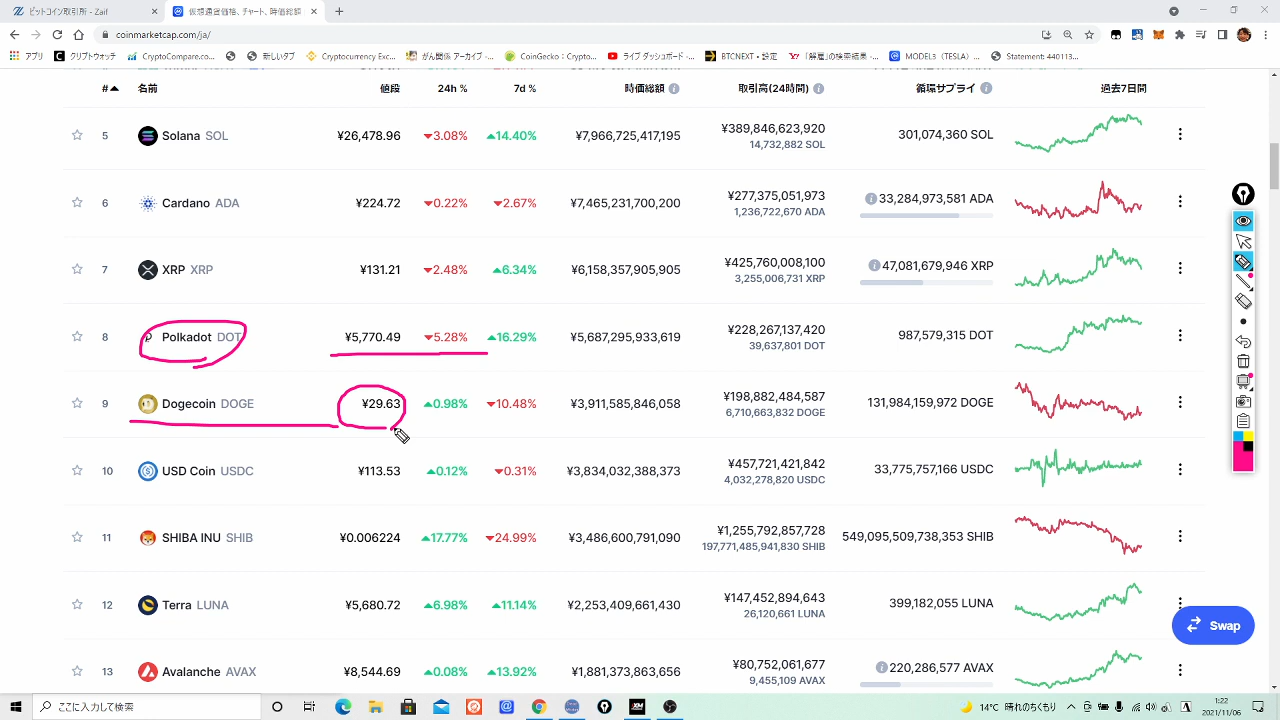 ビットコイン取引所 - Zaif
仮想通貨価格、チャート、時価総額
coinmarketcap.com/ja/
アプリ
クリプトウォッチ
CryptoCompare.co...
新しいタブ
Cryptocurrency Exc...
がん関係 アーカイブ -...
CoinGecko : Crypto...
ライブ ダッシュボード -...
BTCNEXT • 設定
「解雇」の検索結果 -...
MODEL3（TESLA）...
Statement: 440113...
# 名前 値段 24h % 7d % 時価総額 取引高(24時間) 循環サプライ 過去7日間
5 Solana SOL ¥26,478.96 3.08% 14.40% ¥7,966,725,417,195 ¥389,846,623,920 301,074,360 SOL
14,732,882 SOL
6 Cardano ADA ¥224.72 0.22% 2.67% ¥7,465,231,700,200 ¥277,375,051,973 33,284,973,581 ADA
1,236,722,670 ADA
7 XRP XRP ¥131.21 2.48% 6.34% ¥6,158,357,905,905 ¥425,760,008,100 47,081,679,946 XRP
3,255,006,731 XRP
8 Polkadot DOT ¥5,770.49 5.28% 16.29% ¥5,687,295,933,619 ¥228,267,137,420 987,579,315 DOT
39,637,801 DOT
9 Dogecoin DOGE ¥29.63 0.98% 10.48% ¥3,911,585,846,058 ¥198,882,484,587 131,984,159,972 DOGE
6,710,663,832 DOGE
10 USD Coin USDC ¥113.53 0.12% 0.31% ¥3,834,032,388,373 ¥457,721,421,842 33,775,757,166 USDC
4,032,278,820 USDC
11 SHIBA INU SHIB ¥0.006224 17.77% 24.99% ¥3,486,600,791,090 ¥1,255,792,857,728 549,095,509,738,353 SHIB
197,771,485,941,830 SHIB
12 Terra LUNA ¥5,680.72 6.98% 11.14% ¥2,253,409,661,430 ¥147,452,894,643 399,182,055 LUNA
26,120,661 LUNA
Swap
13 Avalanche AVAX ¥8,544.69 0.08% 13.92% ¥1,881,373,863,656 ¥80,752,061,677 220,286,577 AVAX
9,455,109 AVAX
ここに入力して検索
14°C 晴れのちくもり
A
1:22
2021/11/06